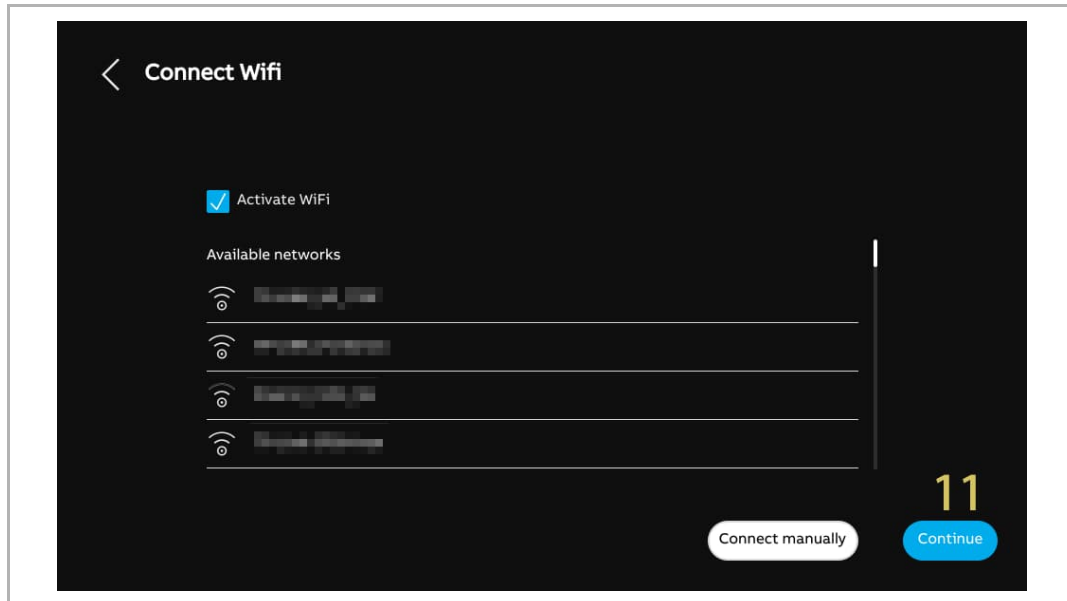 Connect Wifi
Activate WiFi
Available networks
11
Connect manually
Continue